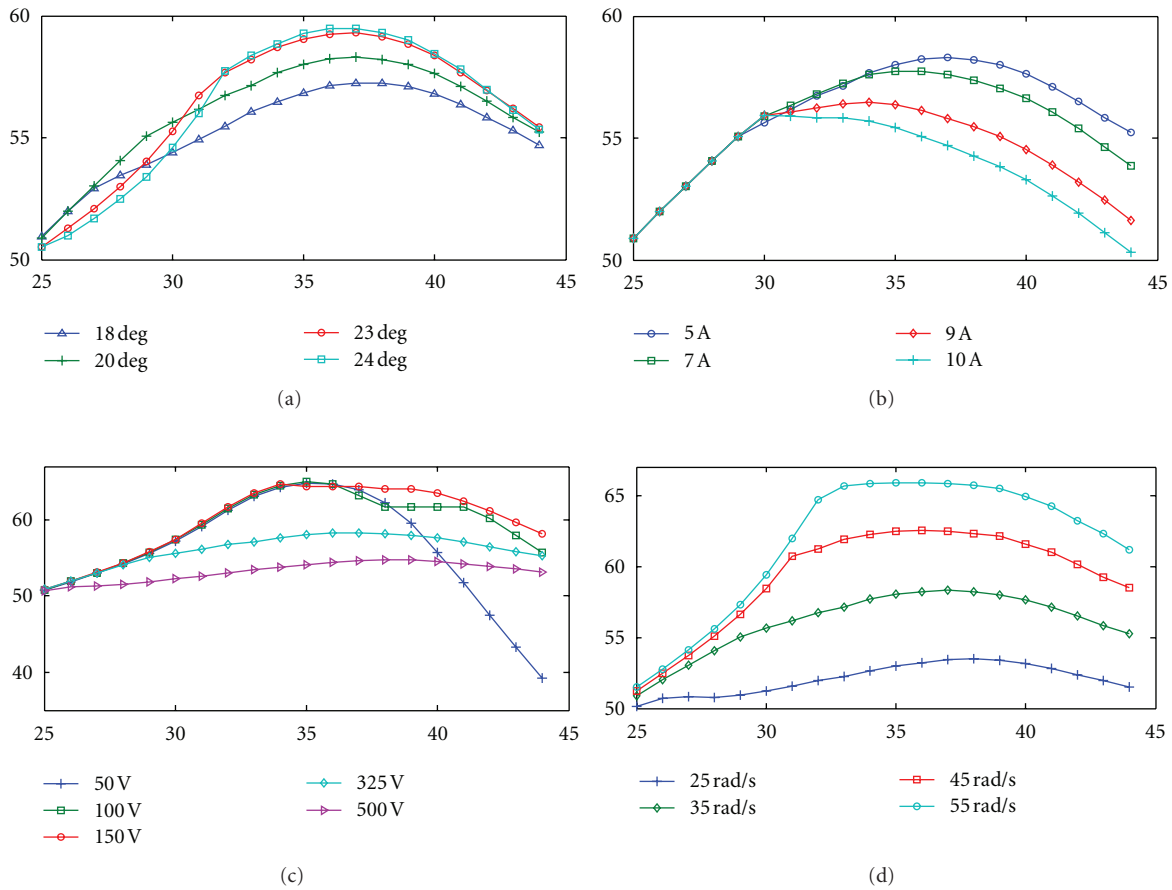 60
55
50
25 30 35 40 45
18 deg 23 deg
20 deg 24 deg
(a)
60
55
50
25 30 35 40 45
5 A 9 A
7 A 10 A
(b)
60
50
40
25 30 35 40 45
50 V 325 V
100 V 500 V
150 V
(c)
65
60
55
50
25 30 35 40 45
25 rad/s 45 rad/s
35 rad/s 55 rad/s
(d)